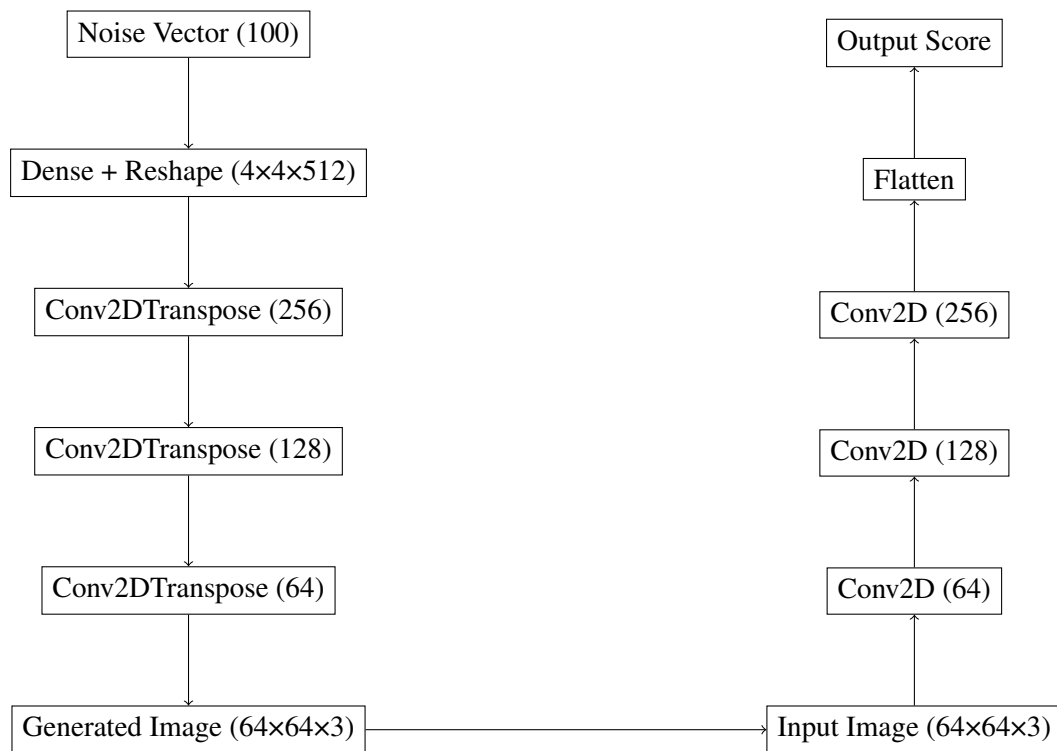 Noise Vector (100)
Dense + Reshape (4×4×512)
Conv2DTranspose (256)
Conv2DTranspose (128)
Conv2DTranspose (64)
Generated Image (64×64×3)
Output Score
Flatten
Conv2D (256)
Conv2D (128)
Conv2D (64)
Input Image (64×64×3)